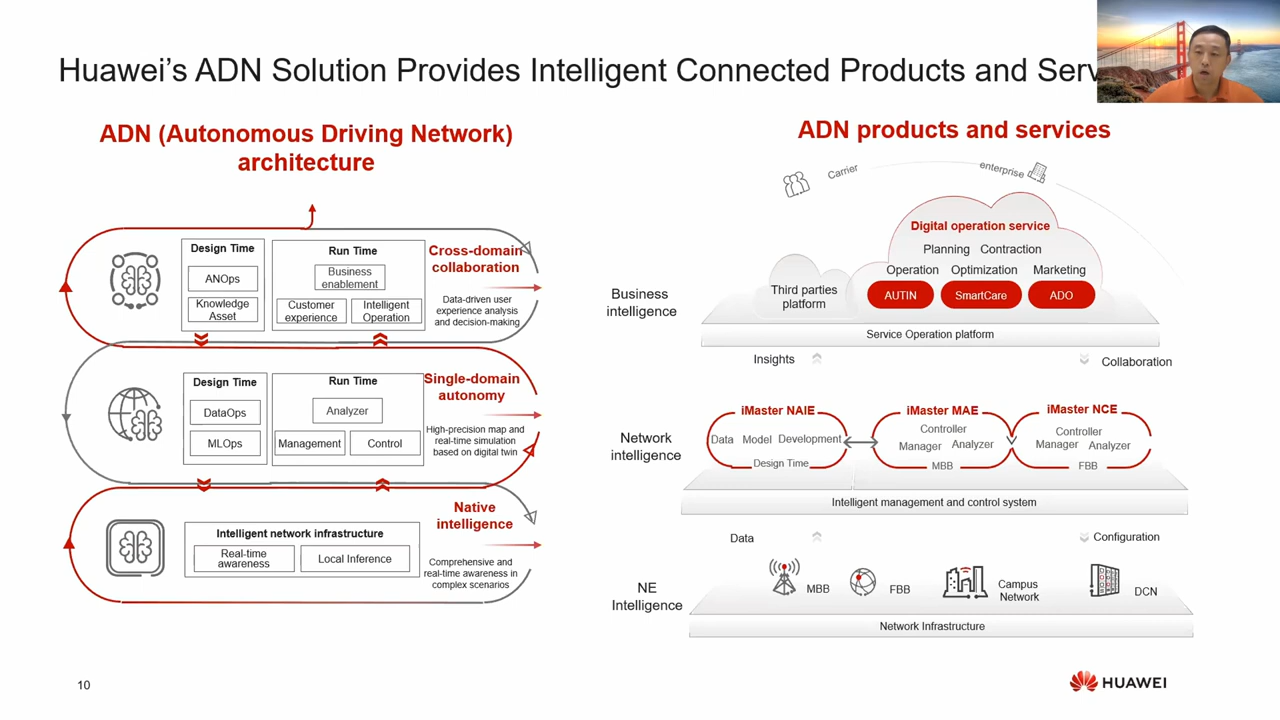 Huawei's ADN Solution Provides Intelligent Connected Products and Serv
ADN (Autonomous Driving Network)
architecture
Design Time
ANOps
Knowledge
Asset
Run Time
Business
enablement
Customer
experience
Intelligent
Operation
Cross-domain
collaboration
Data-driven user
experience analysis
and decision-making
Design Time
DataOps
MLOps
Run Time
Analyzer
Management
Control
Single-domain
autonomy
High-precision map and
real-time simulation
based on digital twin
Intelligent network infrastructure
Real-time
awareness
Local Inference
Native
intelligence
Comprehensive and
real-time awareness in
complex scenarios
ADN products and services
Carrier
enterprise
Business
intelligence
Third parties
platform
Digital operation service
Planning Contraction
Operation Optimization Marketing
AUTIN SmartCare ADO
Service Operation platform
Insights
Collaboration
Network
intelligence
iMaster NAIE
Data Model Development
Design Time
iMaster MAE
Controller
Manager Analyzer
MBB
iMaster NCE
Controller
Manager Analyzer
FBB
Intelligent management and control system
Data
Configuration
NE
Intelligence
MBB
FBB
Campus
Network
DCN
Network Infrastructure
10
HUAWEI